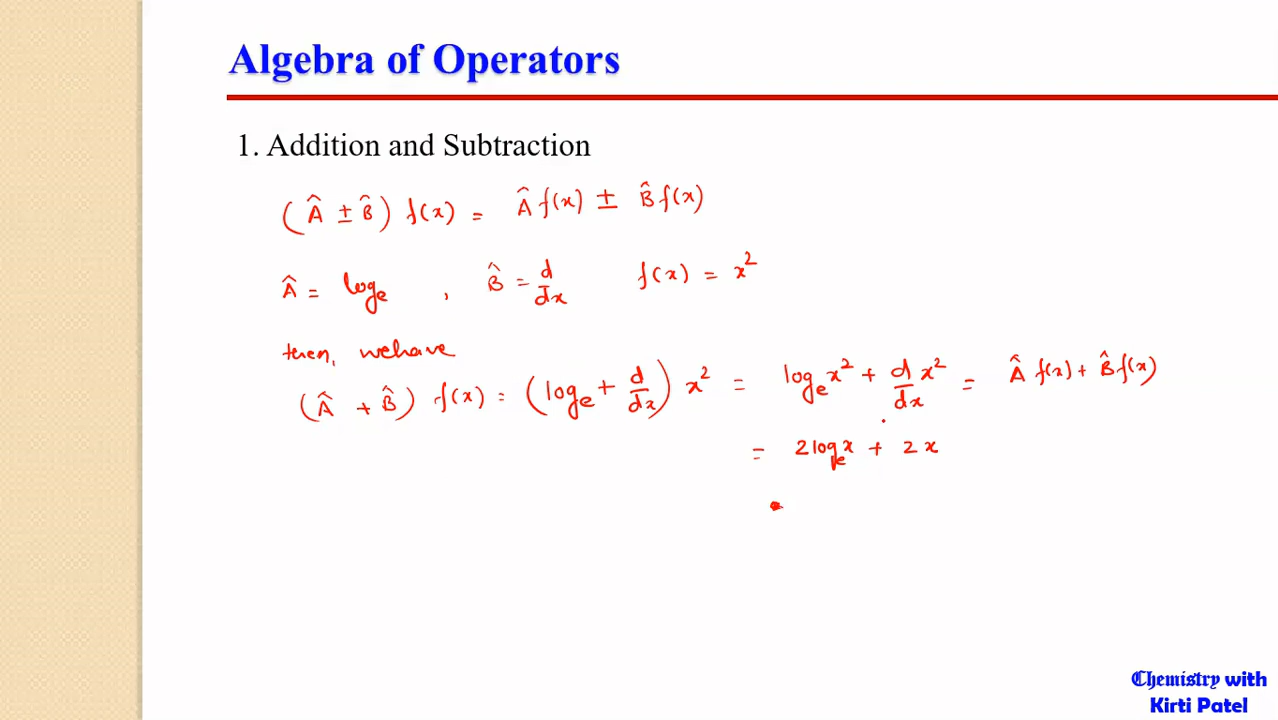 Algebra of Operators
1. Addition and Subtraction
(Â ± B̂) f(x) = Â f(x) ± B̂ f(x)
Â = logₑ , B̂ = d/dx f(x) = x²
then, we have
(Â + B̂) f(x) = (logₑ + d/dx) x² = logₑ x² + d/dx x² = Â f(x) + B̂ f(x)
= 2 logₑ x + 2x
Chemistry with
Kirti Patel